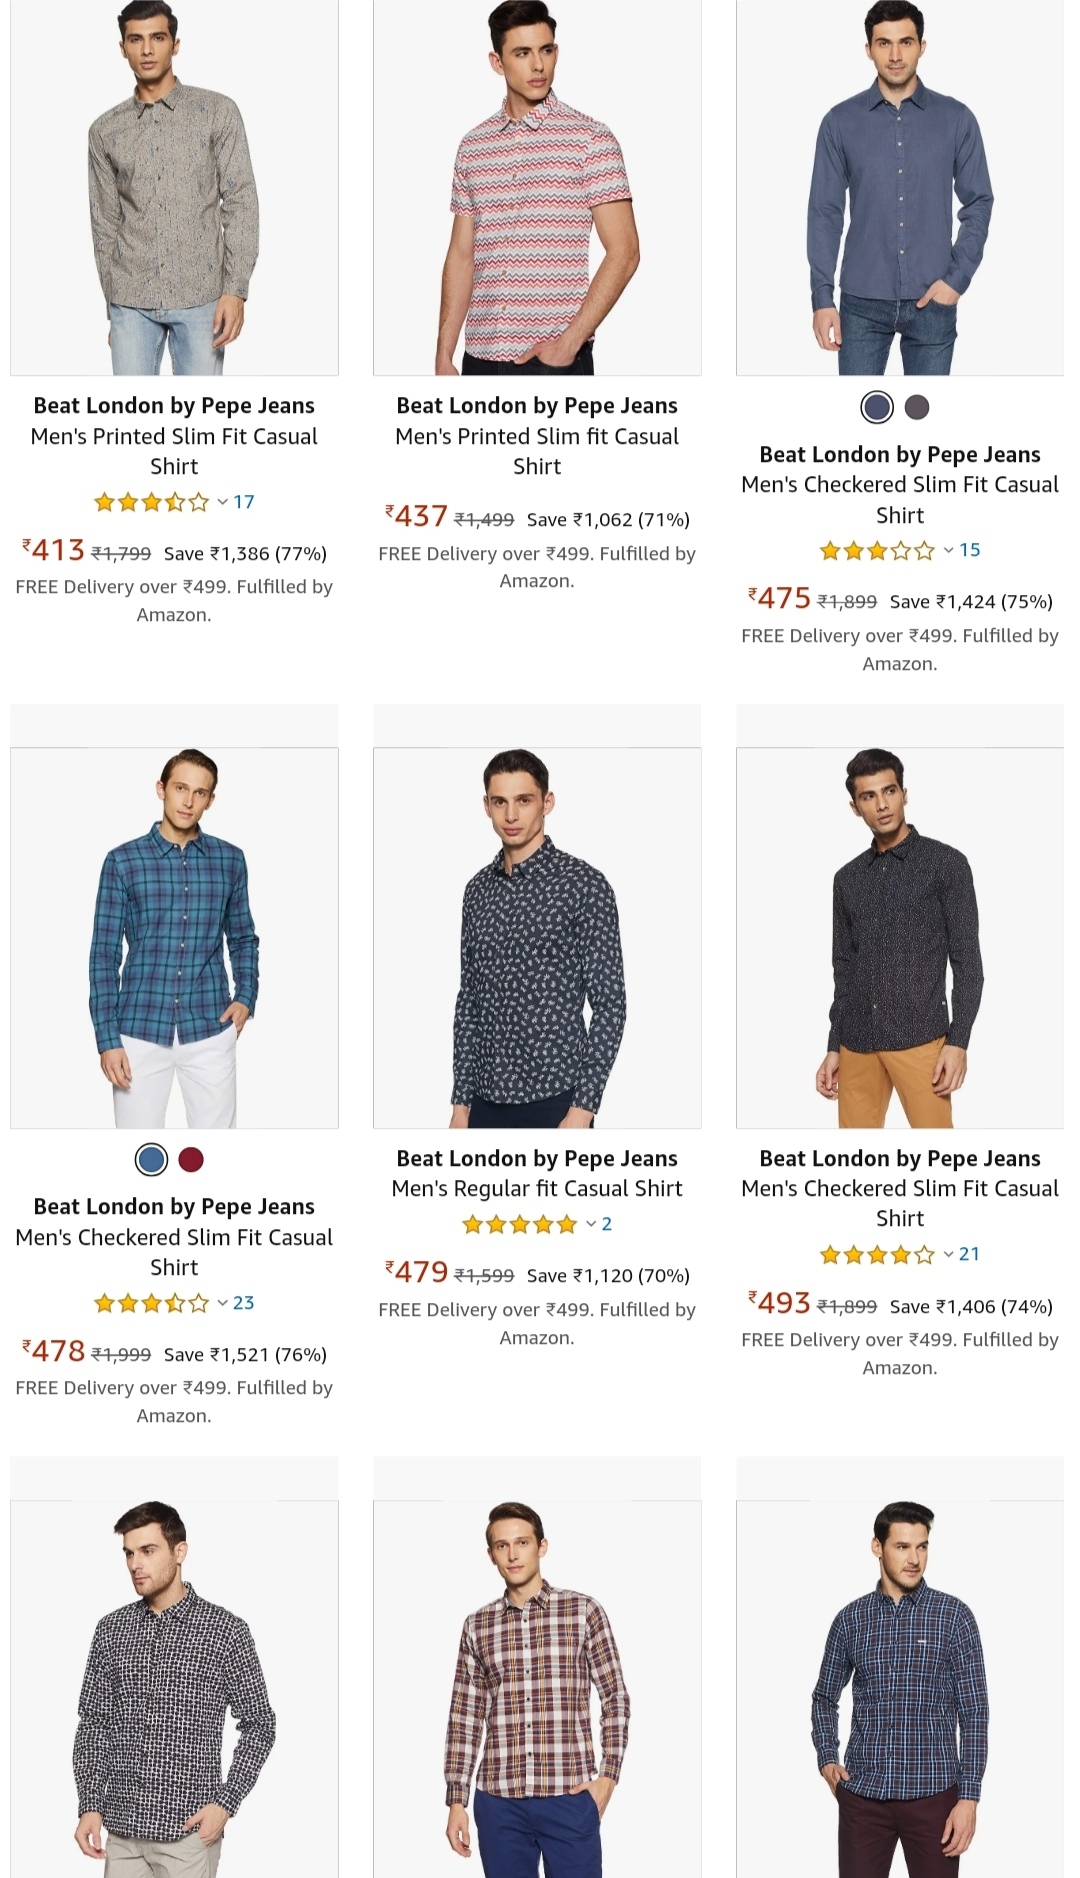 Beat London by Pepe Jeans
Men's Printed Slim Fit Casual
Shirt
17
₹413 ₹1,799 Save ₹1,386 (77%)
FREE Delivery over ₹499. Fulfilled by
Amazon.
Beat London by Pepe Jeans
Men's Printed Slim fit Casual
Shirt
₹437 ₹1,499 Save ₹1,062 (71%)
FREE Delivery over ₹499. Fulfilled by
Amazon.
Beat London by Pepe Jeans
Men's Checkered Slim Fit Casual
Shirt
15
₹475 ₹1,899 Save ₹1,424 (75%)
FREE Delivery over ₹499. Fulfilled by
Amazon.
Beat London by Pepe Jeans
Men's Checkered Slim Fit Casual
Shirt
23
₹478 ₹1,999 Save ₹1,521 (76%)
FREE Delivery over ₹499. Fulfilled by
Amazon.
Beat London by Pepe Jeans
Men's Regular fit Casual Shirt
2
₹479 ₹1,599 Save ₹1,120 (70%)
FREE Delivery over ₹499. Fulfilled by
Amazon.
Beat London by Pepe Jeans
Men's Checkered Slim Fit Casual
Shirt
21
₹493 ₹1,899 Save ₹1,406 (74%)
FREE Delivery over ₹499. Fulfilled by
Amazon.